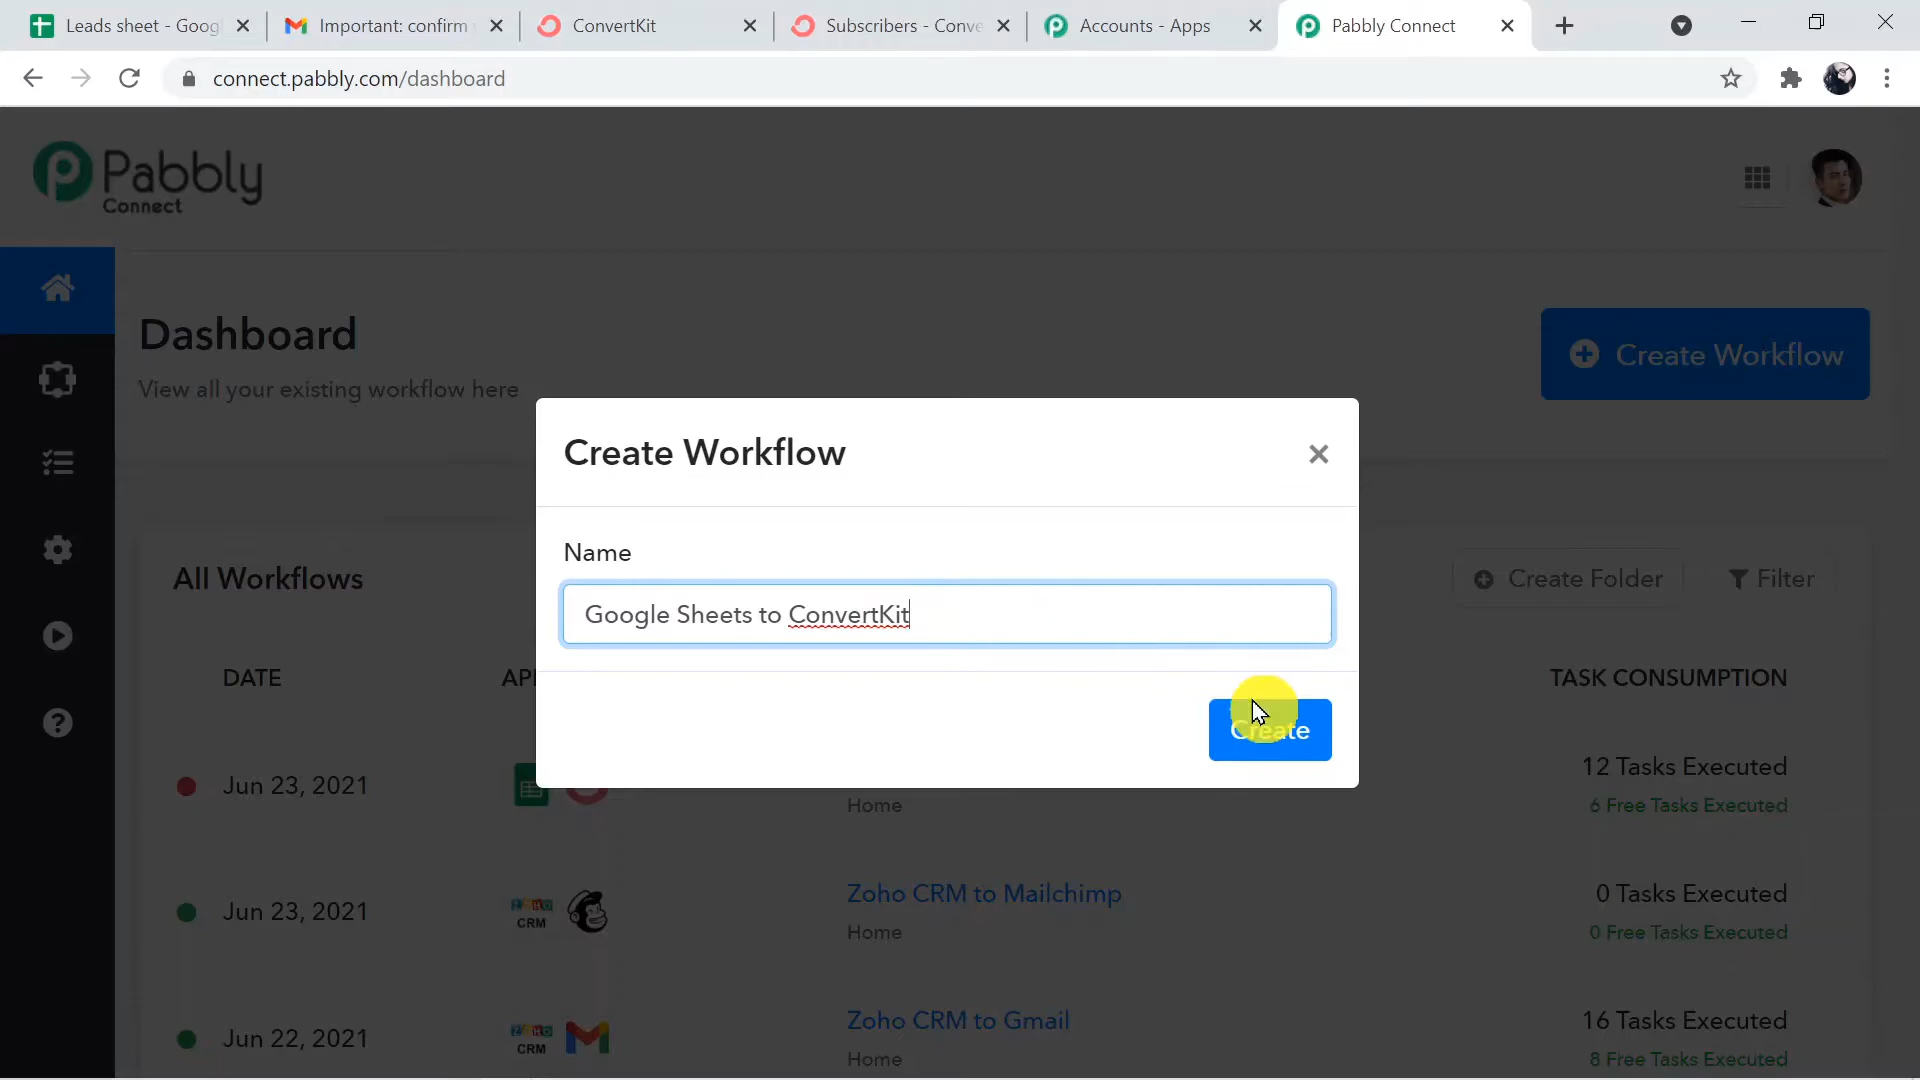 Leads sheet - Goog
Important: confirm
ConvertKit
Subscribers - Conve
Accounts - Apps
Pabbly Connect
connect.pabbly.com/dashboard
Pabbly
Connect
Dashboard
View all your existing workflow here
Create Workflow
Create Workflow
Name
Google Sheets to ConvertKit
Create
All Workflows
Create Folder
Filter
DATE
AP
TASK CONSUMPTION
Jun 23, 2021
Home
12 Tasks Executed
6 Free Tasks Executed
Jun 23, 2021
ZOHO
CRM
Zoho CRM to Mailchimp
Home
0 Tasks Executed
0 Free Tasks Executed
Jun 22, 2021
ZOHO
CRM
Zoho CRM to Gmail
Home
16 Tasks Executed
8 Free Tasks Executed